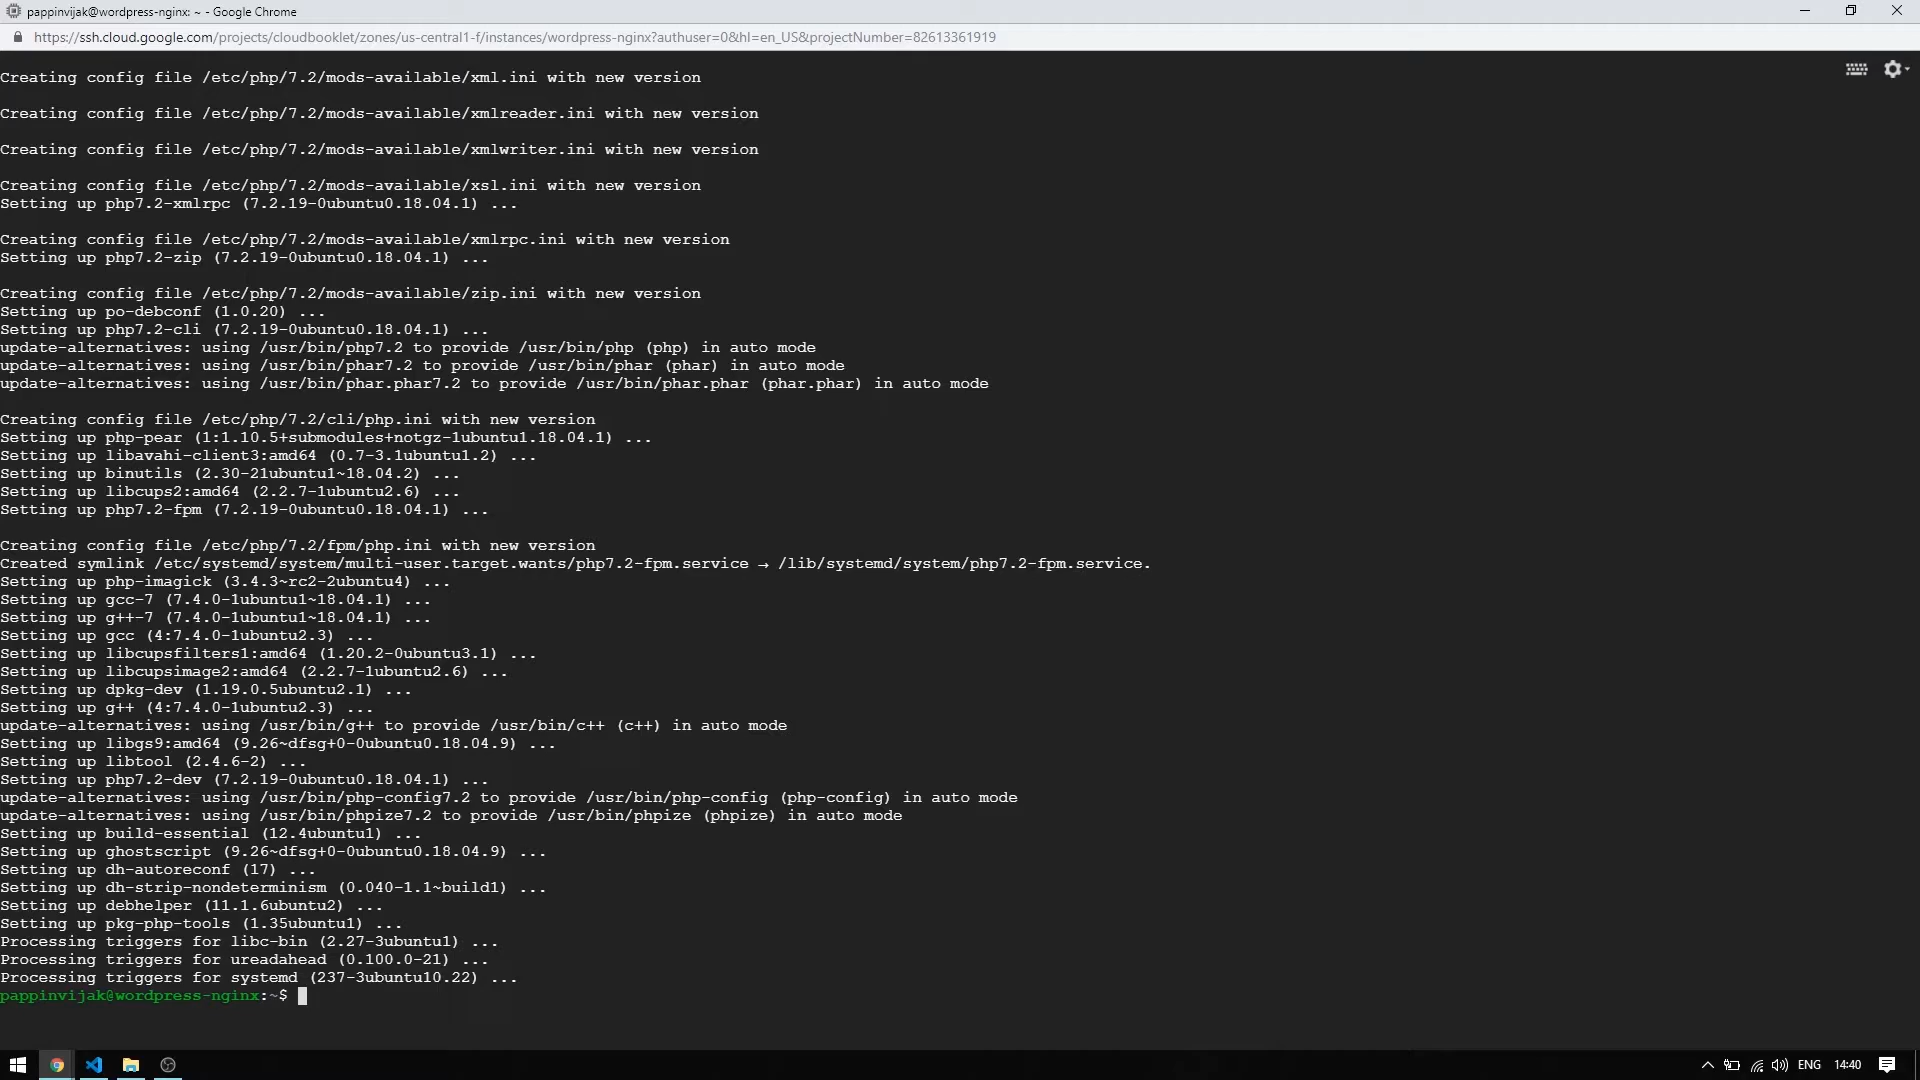 pappinvijak@wordpress-nginx: ~ - Google Chrome
https://ssh.cloud.google.com/projects/cloudbooklet/zones/us-central1-f/instances/wordpress-nginx?authuser=0&hl=en_US&projectNumber=82613361919
Creating config file /etc/php/7.2/mods-available/xml.ini with new version
Creating config file /etc/php/7.2/mods-available/xmlreader.ini with new version
Creating config file /etc/php/7.2/mods-available/xmlwriter.ini with new version
Creating config file /etc/php/7.2/mods-available/xsl.ini with new version
Setting up php7.2-xmlrpc (7.2.19-0ubuntu0.18.04.1) ...
Creating config file /etc/php/7.2/mods-available/xmlrpc.ini with new version
Setting up php7.2-zip (7.2.19-0ubuntu0.18.04.1) ...
Creating config file /etc/php/7.2/mods-available/zip.ini with new version
Setting up po-debconf (1.0.20) ...
Setting up php7.2-cli (7.2.19-0ubuntu0.18.04.1) ...
update-alternatives: using /usr/bin/php7.2 to provide /usr/bin/php (php) in auto mode
update-alternatives: using /usr/bin/phar7.2 to provide /usr/bin/phar (phar) in auto mode
update-alternatives: using /usr/bin/phar.phar7.2 to provide /usr/bin/phar.phar (phar.phar) in auto mode
Creating config file /etc/php/7.2/cli/php.ini with new version
Setting up php-pear (1:1.10.5+submodules+notgz-1ubuntu1.18.04.1) ...
Setting up libavahi-client3:amd64 (0.7-3.1ubuntu1.2) ...
Setting up binutils (2.30-21ubuntu1~18.04.2) ...
Setting up libcups2:amd64 (2.2.7-1ubuntu2.6) ...
Setting up php7.2-fpm (7.2.19-0ubuntu0.18.04.1) ...
Creating config file /etc/php/7.2/fpm/php.ini with new version
Created symlink /etc/systemd/system/multi-user.target.wants/php7.2-fpm.service → /lib/systemd/system/php7.2-fpm.service.
Setting up php-imagick (3.4.3~rc2-2ubuntu4) ...
Setting up gcc-7 (7.4.0-1ubuntu1~18.04.1) ...
Setting up g++-7 (7.4.0-1ubuntu1~18.04.1) ...
Setting up gcc (4:7.4.0-1ubuntu2.3) ...
Setting up libcupsfilters1:amd64 (1.20.2-0ubuntu3.1) ...
Setting up libcupsimage2:amd64 (2.2.7-1ubuntu2.6) ...
Setting up dpkg-dev (1.19.0.5ubuntu2.1) ...
Setting up g++ (4:7.4.0-1ubuntu2.3) ...
update-alternatives: using /usr/bin/g++ to provide /usr/bin/c++ (c++) in auto mode
Setting up libgs9:amd64 (9.26~dfsg+0-0ubuntu0.18.04.9) ...
Setting up libtool (2.4.6-2) ...
Setting up php7.2-dev (7.2.19-0ubuntu0.18.04.1) ...
update-alternatives: using /usr/bin/php-config7.2 to provide /usr/bin/php-config (php-config) in auto mode
update-alternatives: using /usr/bin/phpize7.2 to provide /usr/bin/phpize (phpize) in auto mode
Setting up build-essential (12.4ubuntu1) ...
Setting up ghostscript (9.26~dfsg+0-0ubuntu0.18.04.9) ...
Setting up dh-autoreconf (17) ...
Setting up dh-strip-nondeterminism (0.040-1.1~build1) ...
Setting up debhelper (11.1.6ubuntu2) ...
Setting up pkg-php-tools (1.35ubuntu1) ...
Processing triggers for libc-bin (2.27-3ubuntu1) ...
Processing triggers for ureadahead (0.100.0-21) ...
Processing triggers for systemd (237-3ubuntu10.22) ...
pappinvijak@wordpress-nginx:~$
ENG 14:40